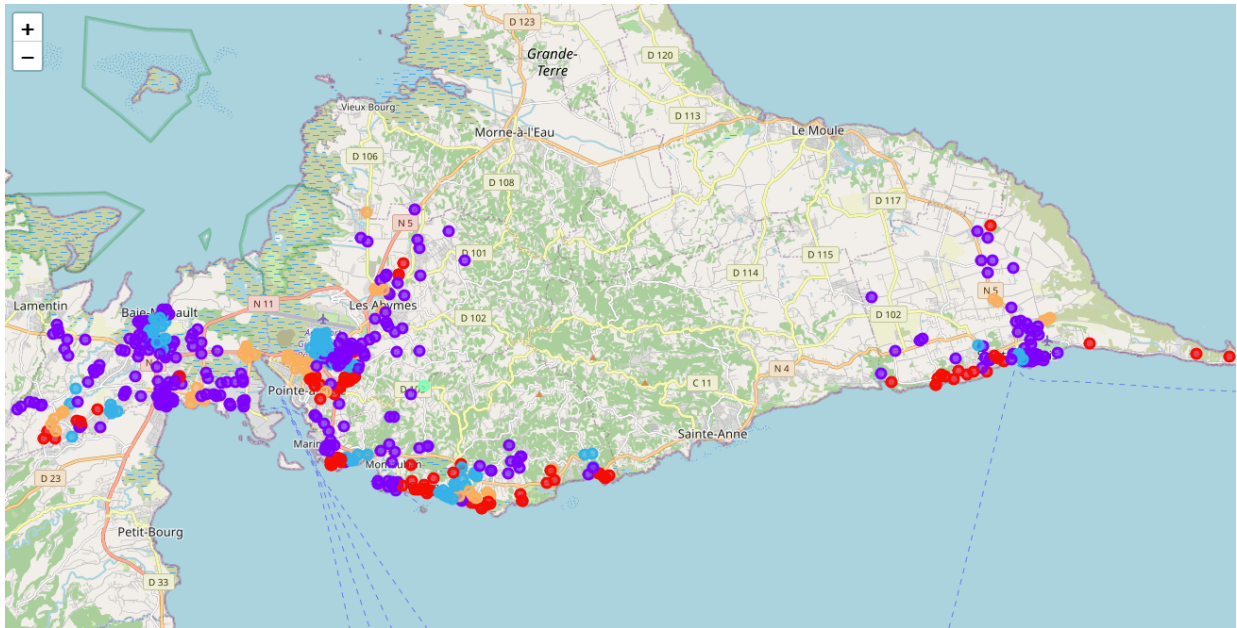 +
−
D 123
Grande-
Terre
D 120
Vieux Bourg
D 113
Morne-à-l'Eau
Le Moule
D 106
D 108
D 117
N 5
D 101
D 115
D 114
Lamentin
N 11
Les Abymes
N 5
D 102
D 102
C 11
N 4
Sainte-Anne
D 23
Petit-Bourg
D 33